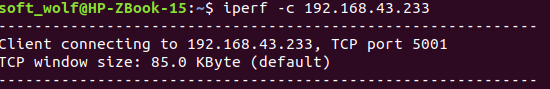 soft_wolf@HP-ZBook-15:~$ iperf -c 192.168.43.233
------------------------------------------------------------
Client connecting to 192.168.43.233, TCP port 5001
TCP window size: 85.0 KByte (default)
------------------------------------------------------------